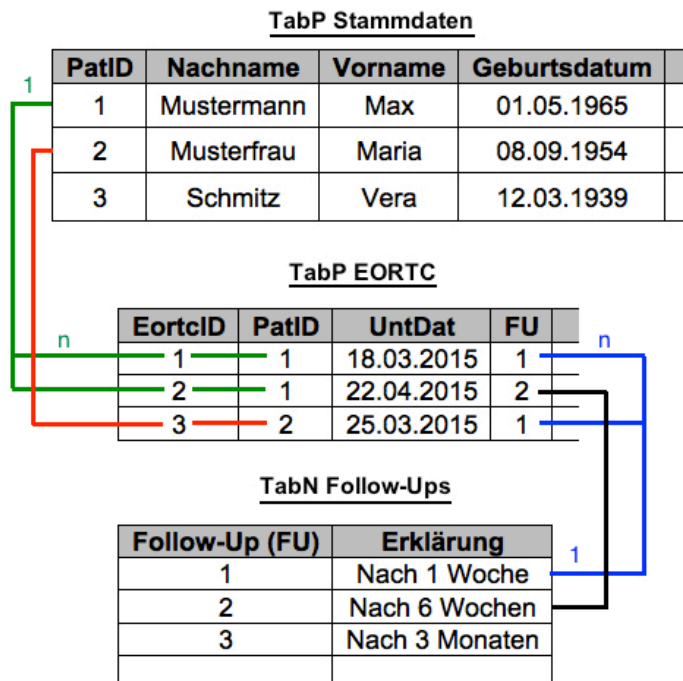 TabP Stammdaten
PatID Nachname Vorname Geburtsdatum
1
1 Mustermann Max 01.05.1965
2 Musterfrau Maria 08.09.1954
3 Schmitz Vera 12.03.1939
TabP EORTC
EortcID PatID UntDat FU
n n
1 1 18.03.2015 1
2 1 22.04.2015 2
3 2 25.03.2015 1
TabN Follow-Ups
Follow-Up (FU) Erklärung
1
1 Nach 1 Woche
2 Nach 6 Wochen
3 Nach 3 Monaten